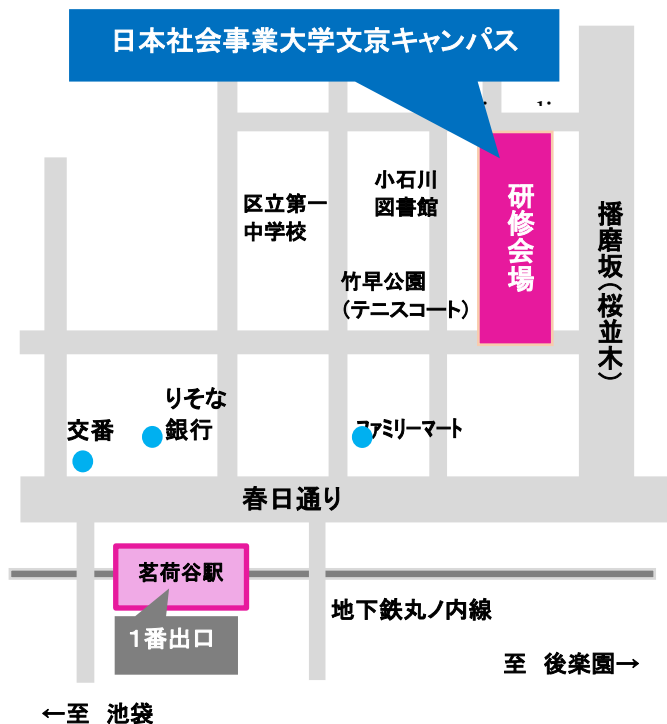 日本社会事業大学文京キャンパス
小石川
図書館
区立第一
中学校
研修会場
播磨坂(桜並木)
竹早公園
(テニスコート)
りそな
銀行
交番
ファミリーマート
春日通り
茗荷谷駅
1番出口
地下鉄丸ノ内線
至 後楽園→
←至 池袋